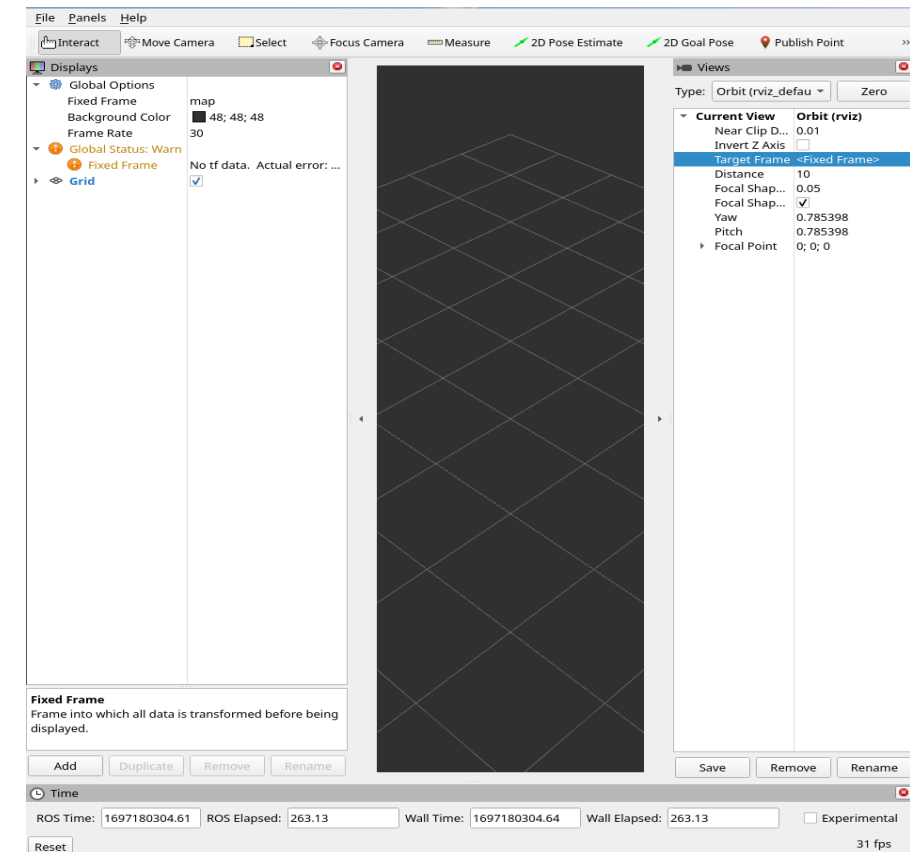 File Panels Help
Interact Move Camera Select Focus Camera Measure 2D Pose Estimate 2D Goal Pose Publish Point »
Displays
Global Options
Fixed Frame map
Background Color 48; 48; 48
Frame Rate 30
Global Status: Warn
Fixed Frame No tf data. Actual error: ...
Grid
Fixed Frame
Frame into which all data is transformed before being
displayed.
Add Duplicate Remove Rename
Views
Type: Orbit (rviz_defau Zero
Current View Orbit (rviz)
Near Clip D... 0.01
Invert Z Axis
Target Frame <Fixed Frame>
Distance 10
Focal Shap... 0.05
Focal Shap...
Yaw 0.785398
Pitch 0.785398
Focal Point 0; 0; 0
Save Remove Rename
Time
ROS Time: 1697180304.61 ROS Elapsed: 263.13 Wall Time: 1697180304.64 Wall Elapsed: 263.13 Experimental
Reset 31 fps